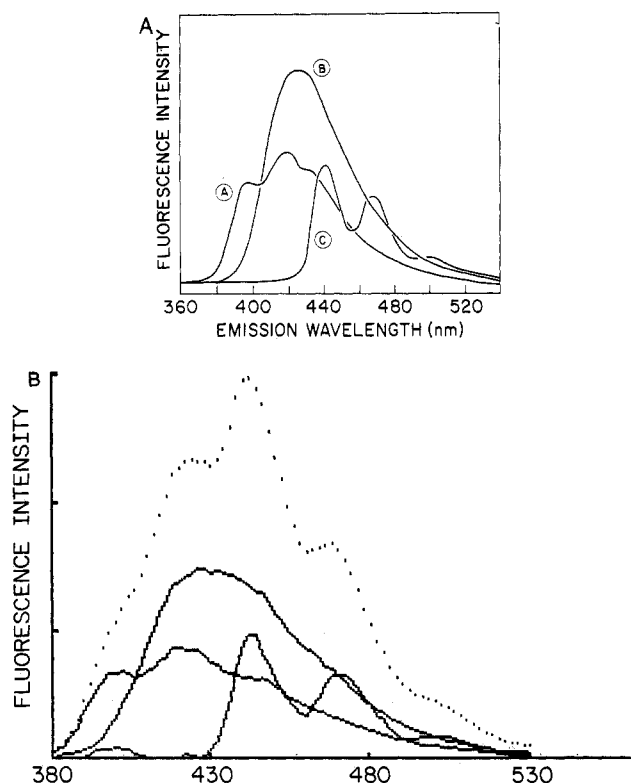 A
FLUORESCENCE INTENSITY
B
A
C
360 400 440 480 520
EMISSION WAVELENGTH (nm)
B
FLUORESCENCE INTENSITY
380 430 480 530